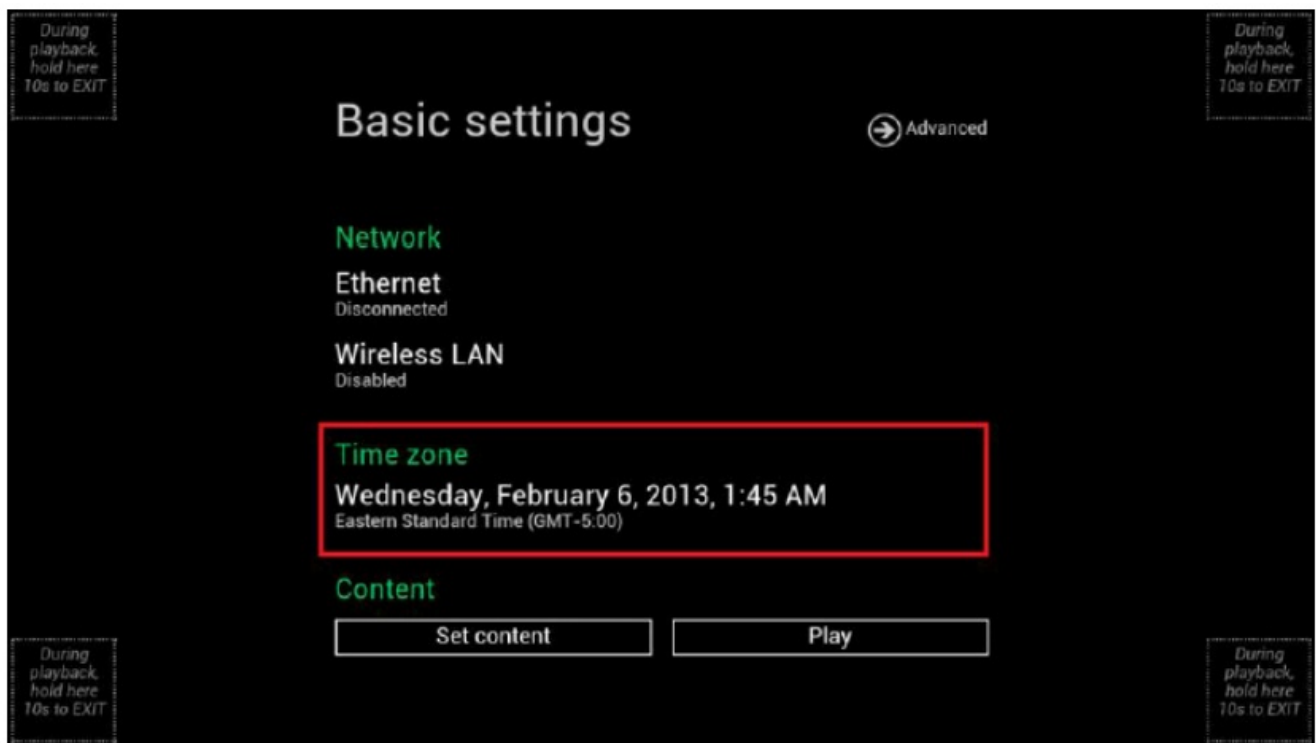 During
playback,
hold here
10s to EXIT
During
playback,
hold here
10s to EXIT
Basic settings
Advanced
Network
Ethernet
Disconnected
Wireless LAN
Disabled
Time zone
Wednesday, February 6, 2013, 1:45 AM
Eastern Standard Time (GMT-5:00)
Content
Set content
Play
During
playback,
hold here
10s to EXIT
During
playback,
hold here
10s to EXIT